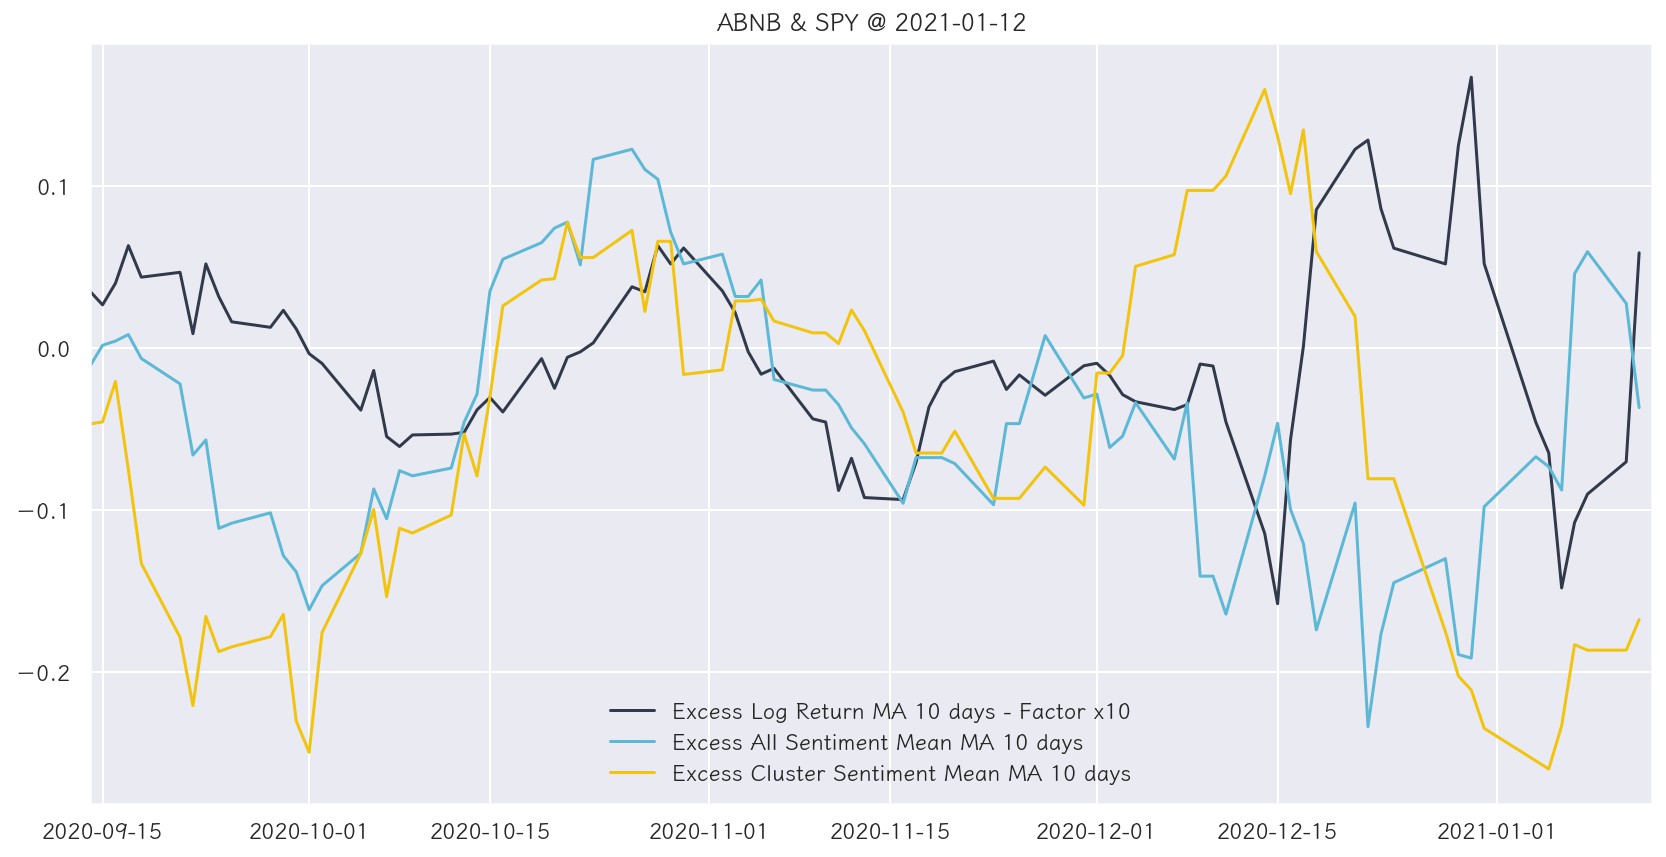 ABNB & SPY @ 2021-01-12
0.1
0.0
−0.1
−0.2
Excess Log Return MA 10 days - Factor x10
Excess All Sentiment Mean MA 10 days
Excess Cluster Sentiment Mean MA 10 days
2020-09-15 2020-10-01 2020-10-15 2020-11-01 2020-11-15 2020-12-01 2020-12-15 2021-01-01